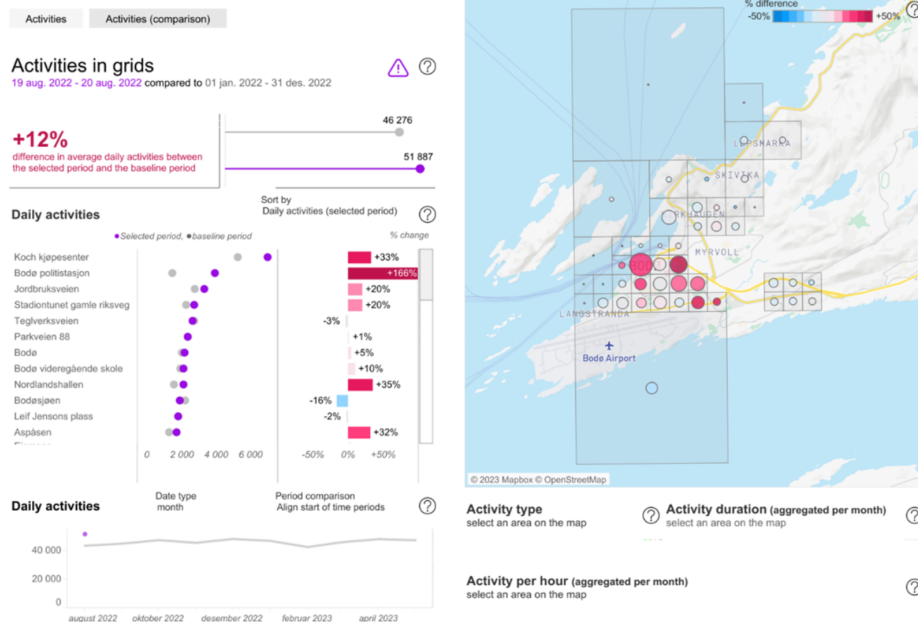 Activities
Activities (comparison)
Activities in grids
19 aug. 2022 - 20 aug. 2022 compared to 01 jan. 2022 - 31 des. 2022
+12%
difference in average daily activities between
the selected period and the baseline period
46 276
51 887
Sort by
Daily activities (selected period)
Daily activities
Selected period, baseline period
% change
Koch kjøpesenter +33%
Bodø politistasjon +166%
Jordbruksveien +20%
Stadiontunet gamle riksveg +20%
Teglverksveien -3%
Parkveien 88 +1%
Bodø +5%
Bodø videregående skole +10%
Nordlandshallen +35%
Bodøsjøen -16%
Leif Jensons plass -2%
Aspåsen +32%
0 2 000 4 000 6 000 -50% 0% +50%
Daily activities
Date type
month
Period comparison
Align start of time periods
40 000
20 000
0
august 2022 oktober 2022 desember 2022 februar 2023 april 2023
% difference
-50% +50%
LØPSMARKA
SKIVIKA
MYRVOLL
LANGSTRANDA
Bodø Airport
© 2023 Mapbox © OpenStreetMap
Activity type
select an area on the map
Activity duration (aggregated per month)
select an area on the map
Activity per hour (aggregated per month)
select an area on the map